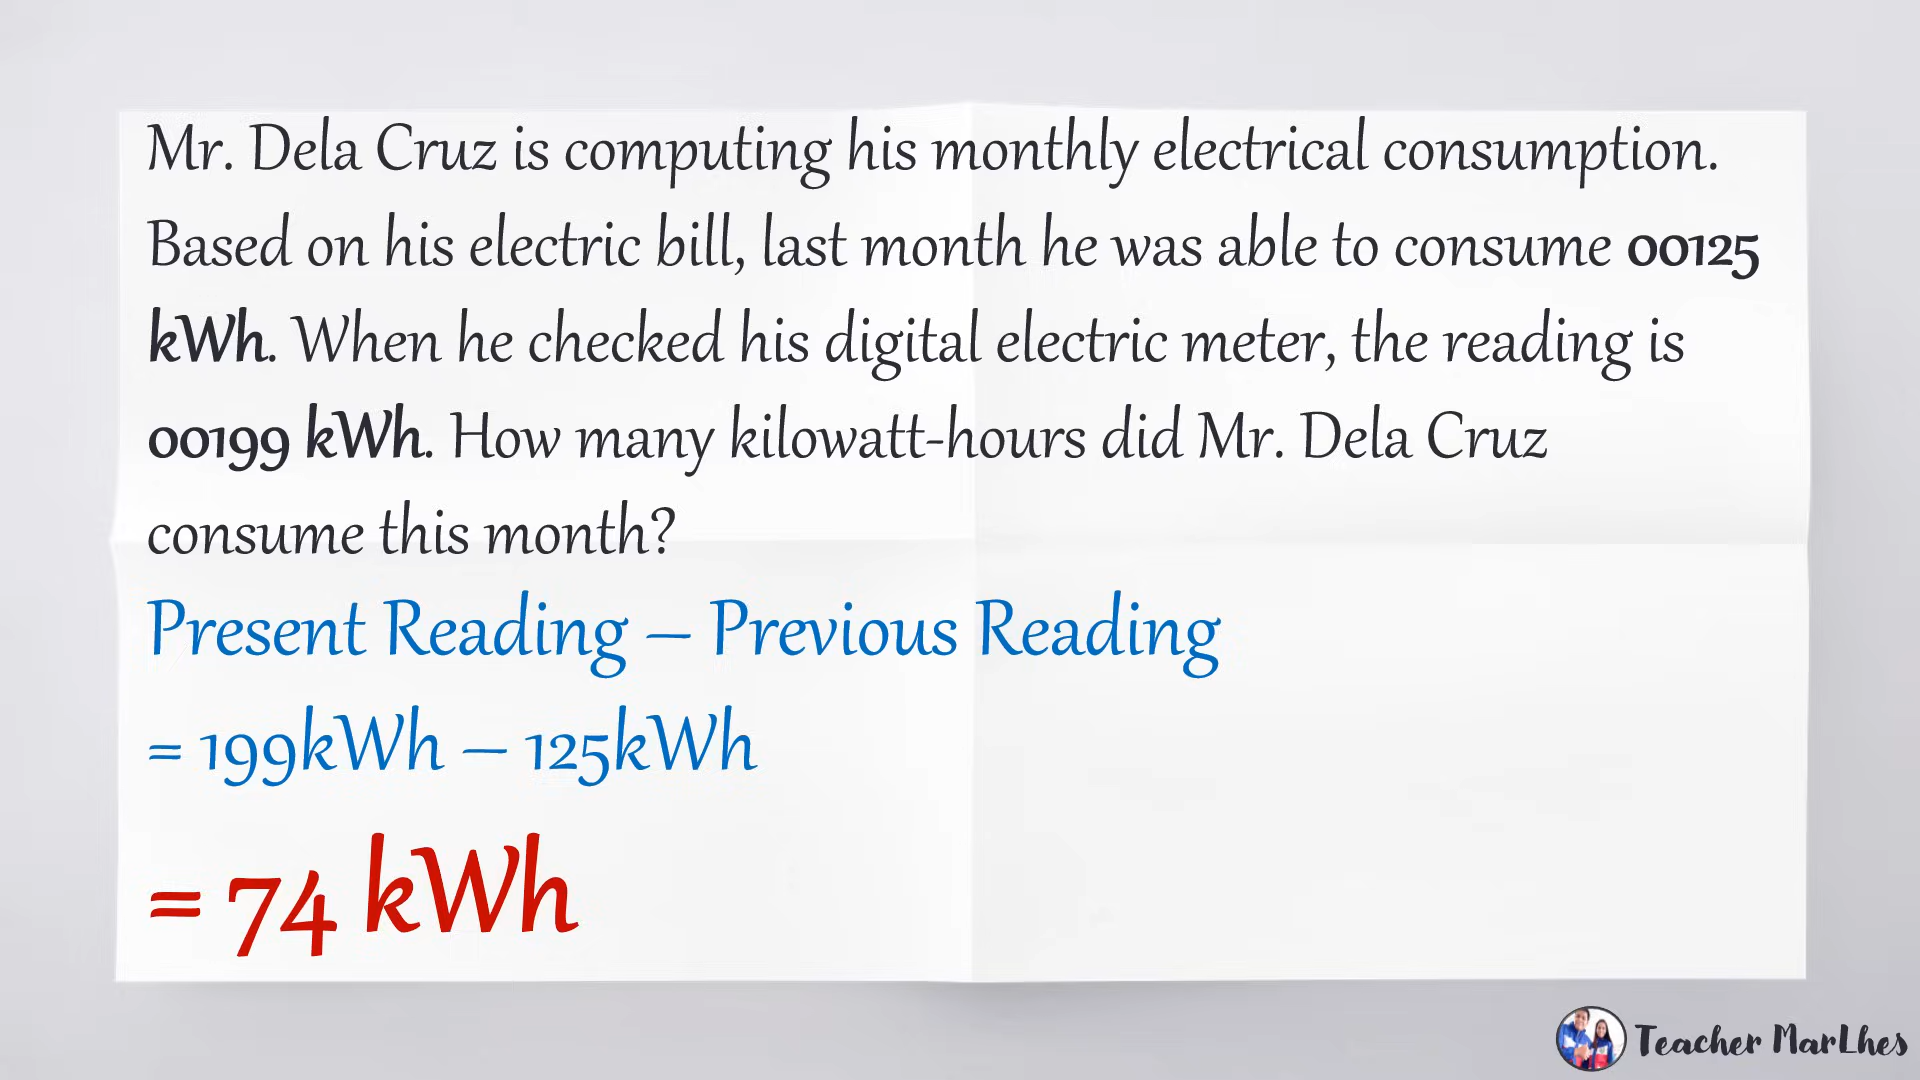 Mr. Dela Cruz is computing his monthly electrical consumption.
Based on his electric bill, last month he was able to consume 00125
kWh. When he checked his digital electric meter, the reading is
00199 kWh. How many kilowatt-hours did Mr. Dela Cruz
consume this month?
Present Reading – Previous Reading
= 199kWh – 125kWh
= 74 kWh
Teacher MarLhes